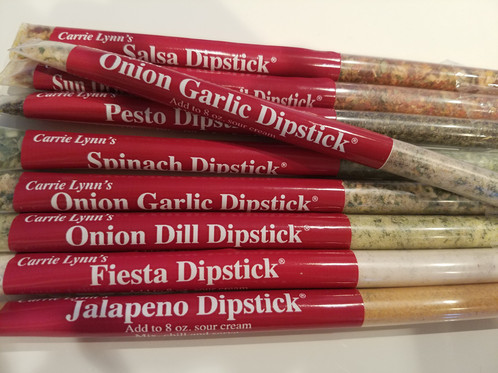 Carrie Lynn's
Salsa Dipstick®
Onion Garlic Dipstick®
Add to 8 oz. sour cream
Pesto
Carrie Lynn's
Spinach Dipstick®
Carrie Lynn's
Onion Garlic Dipstick®
Carrie Lynn's
Onion Dill Dipstick®
Carrie Lynn's
Fiesta Dipstick®
Carrie Lynn's
Jalapeno Dipstick®
Add to 8 oz. sour cream